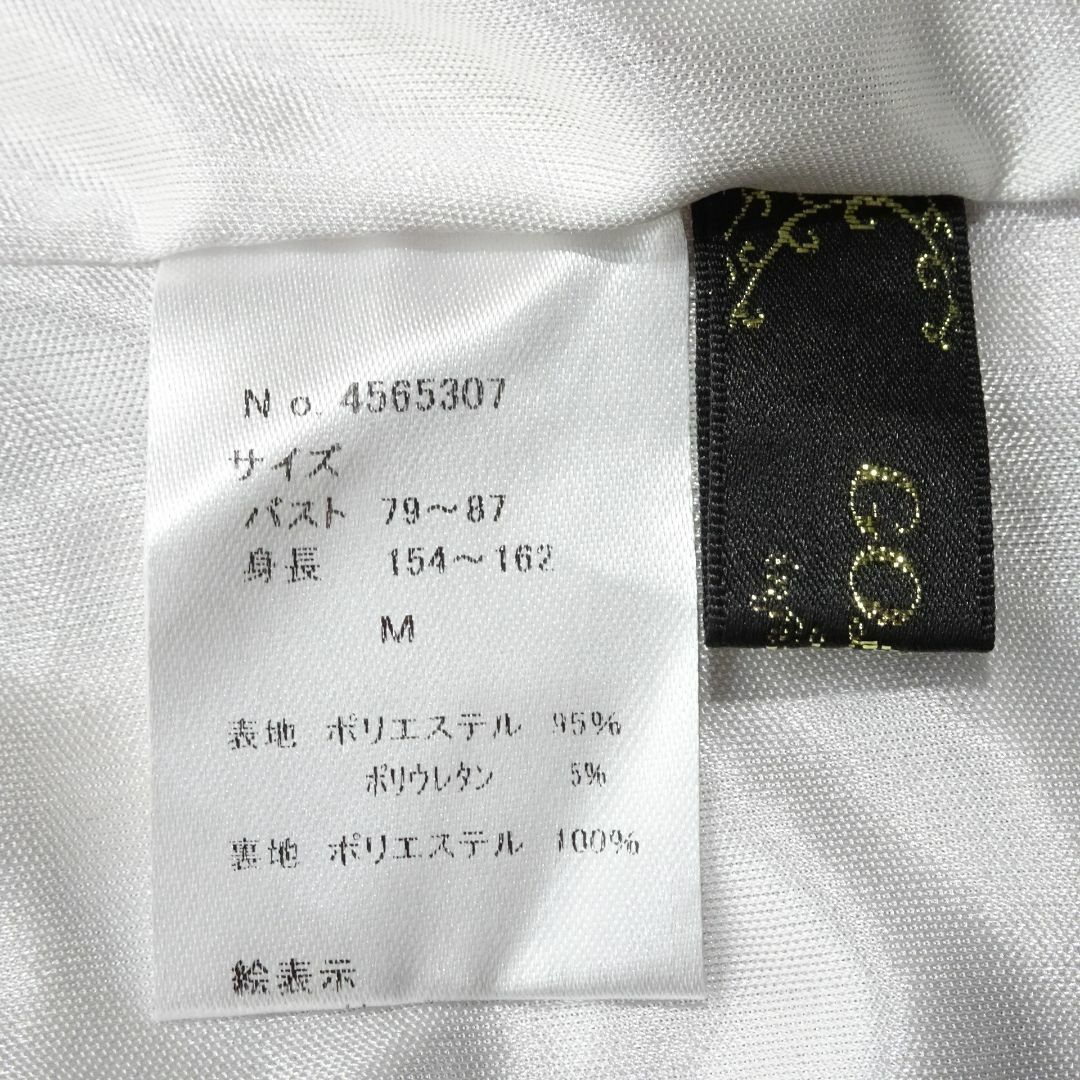 No. 4565307
サイズ
バスト 79～87
身長 154～162
M
表地 ポリエステル 95%
ポリウレタン 5%
裏地 ポリエステル 100%
絵表示
GO